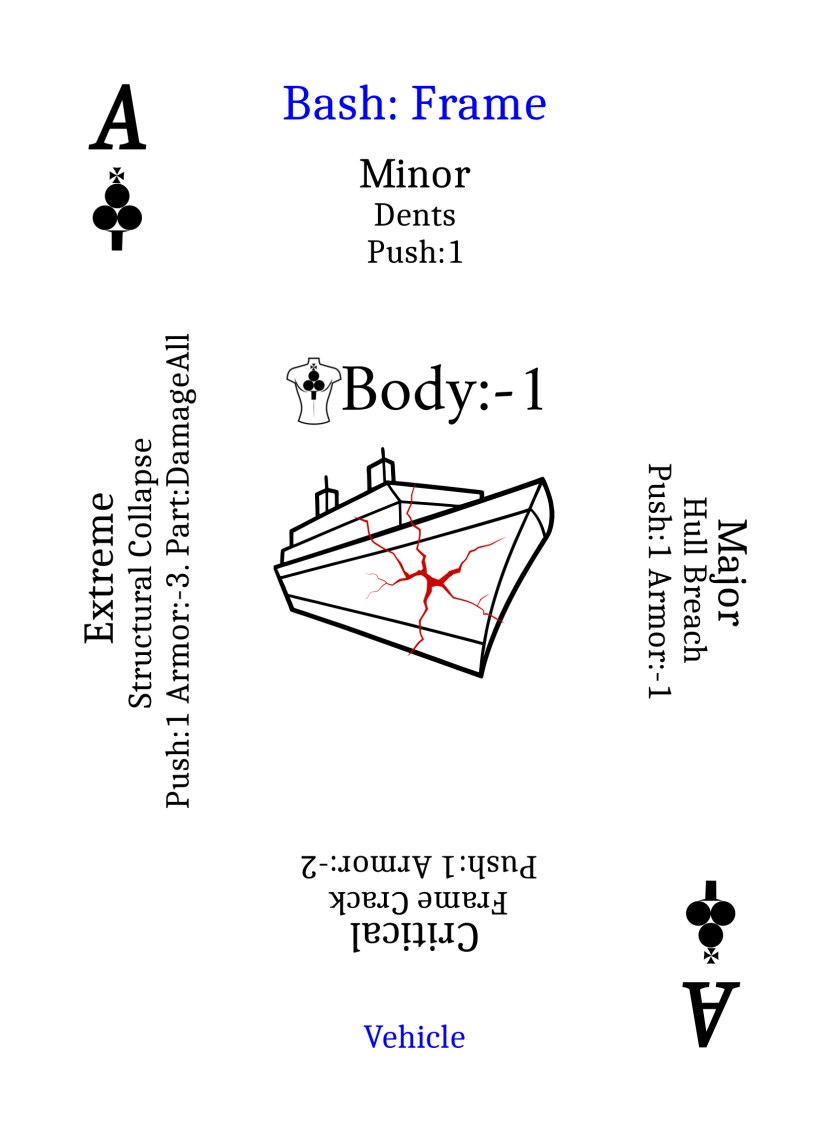 A
Bash: Frame
Minor
Dents
Push:1
Body:-1
Extreme
Structural Collapse
Push:1 Armor:-3. Part:DamageAll
Major
Hull Breach
Push:1 Armor:-1
Critical
Frame Crack
Push:1 Armor:-2
A
Vehicle